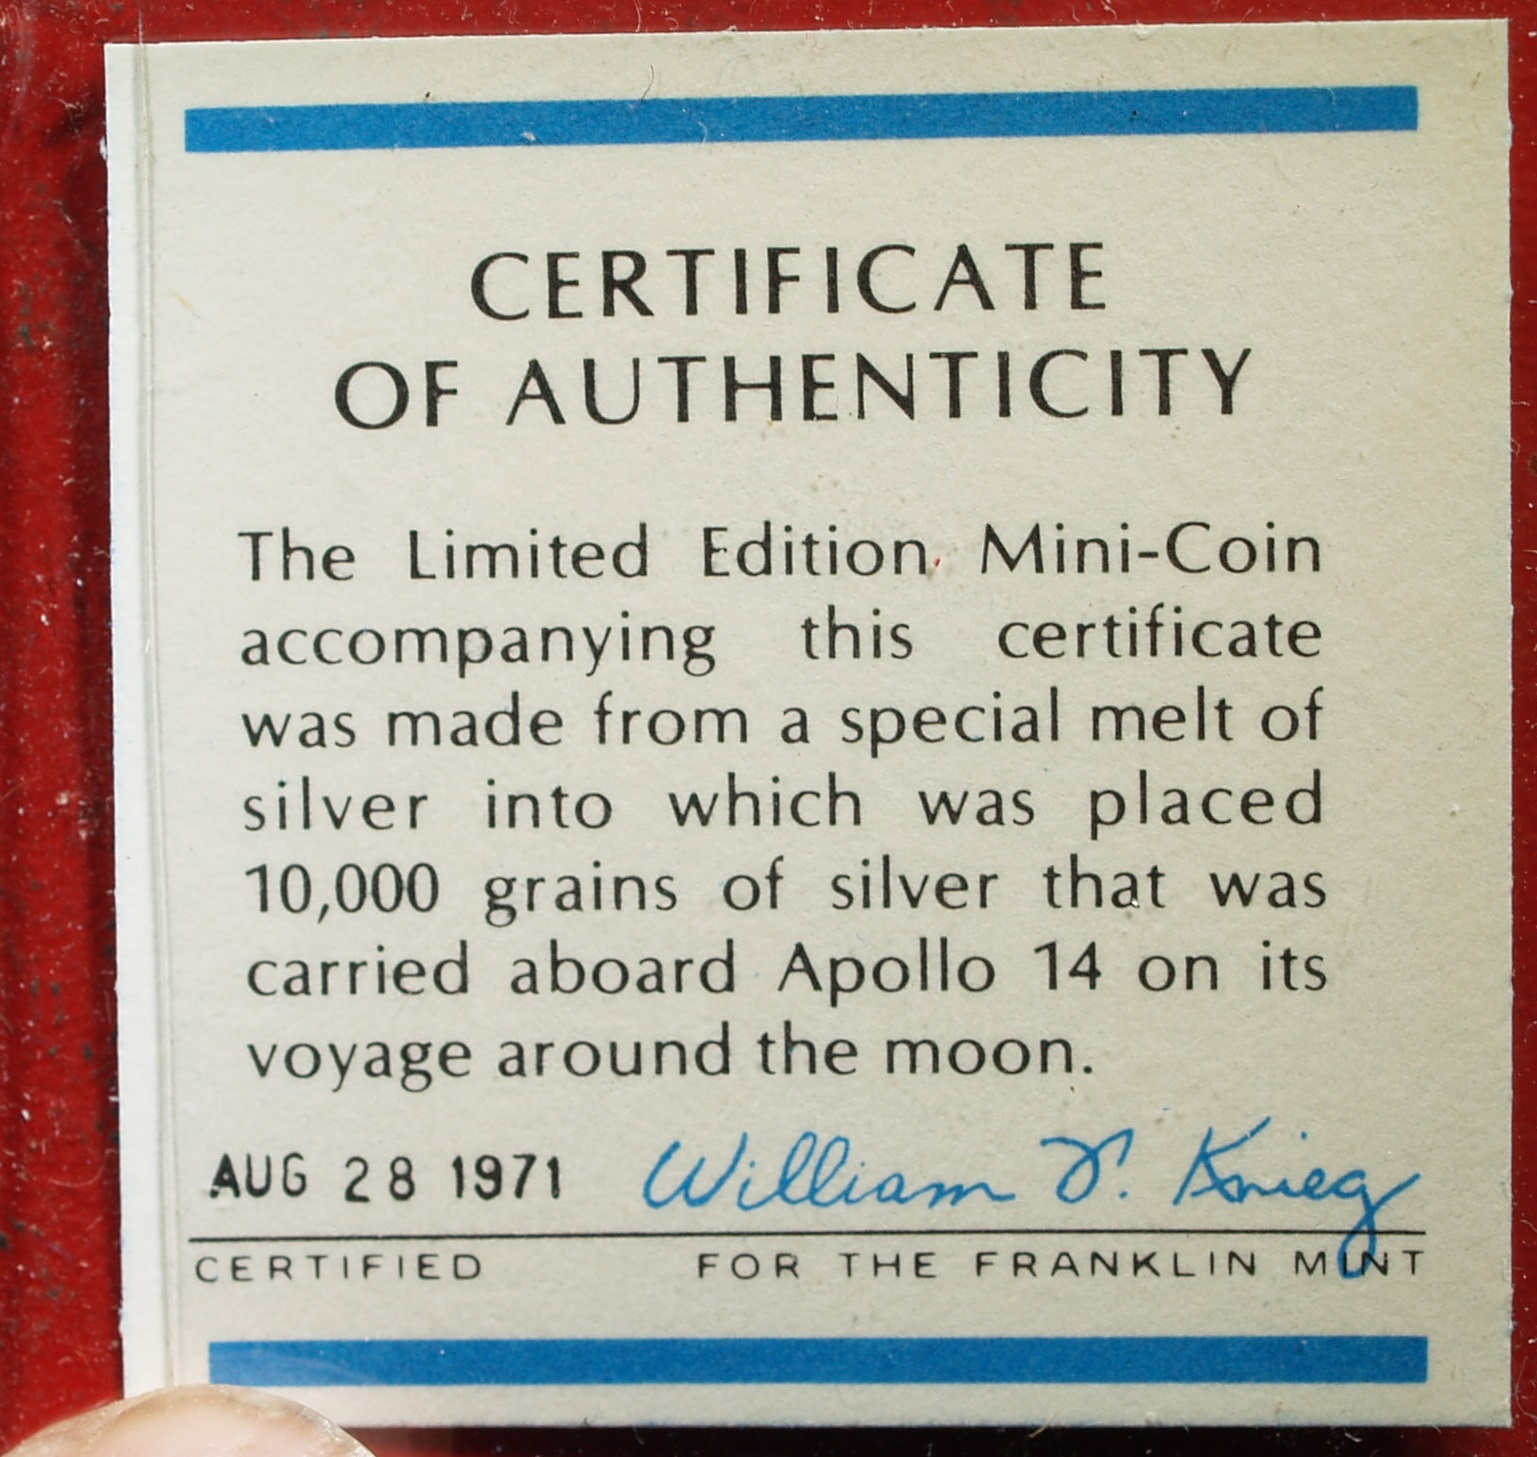 CERTIFICATE
OF AUTHENTICITY
The Limited Edition Mini-Coin
accompanying this certificate
was made from a special melt of
silver into which was placed
10,000 grains of silver that was
carried aboard Apollo 14 on its
voyage around the moon.
AUG 28 1971 William T. Krieg
CERTIFIED FOR THE FRANKLIN MINT